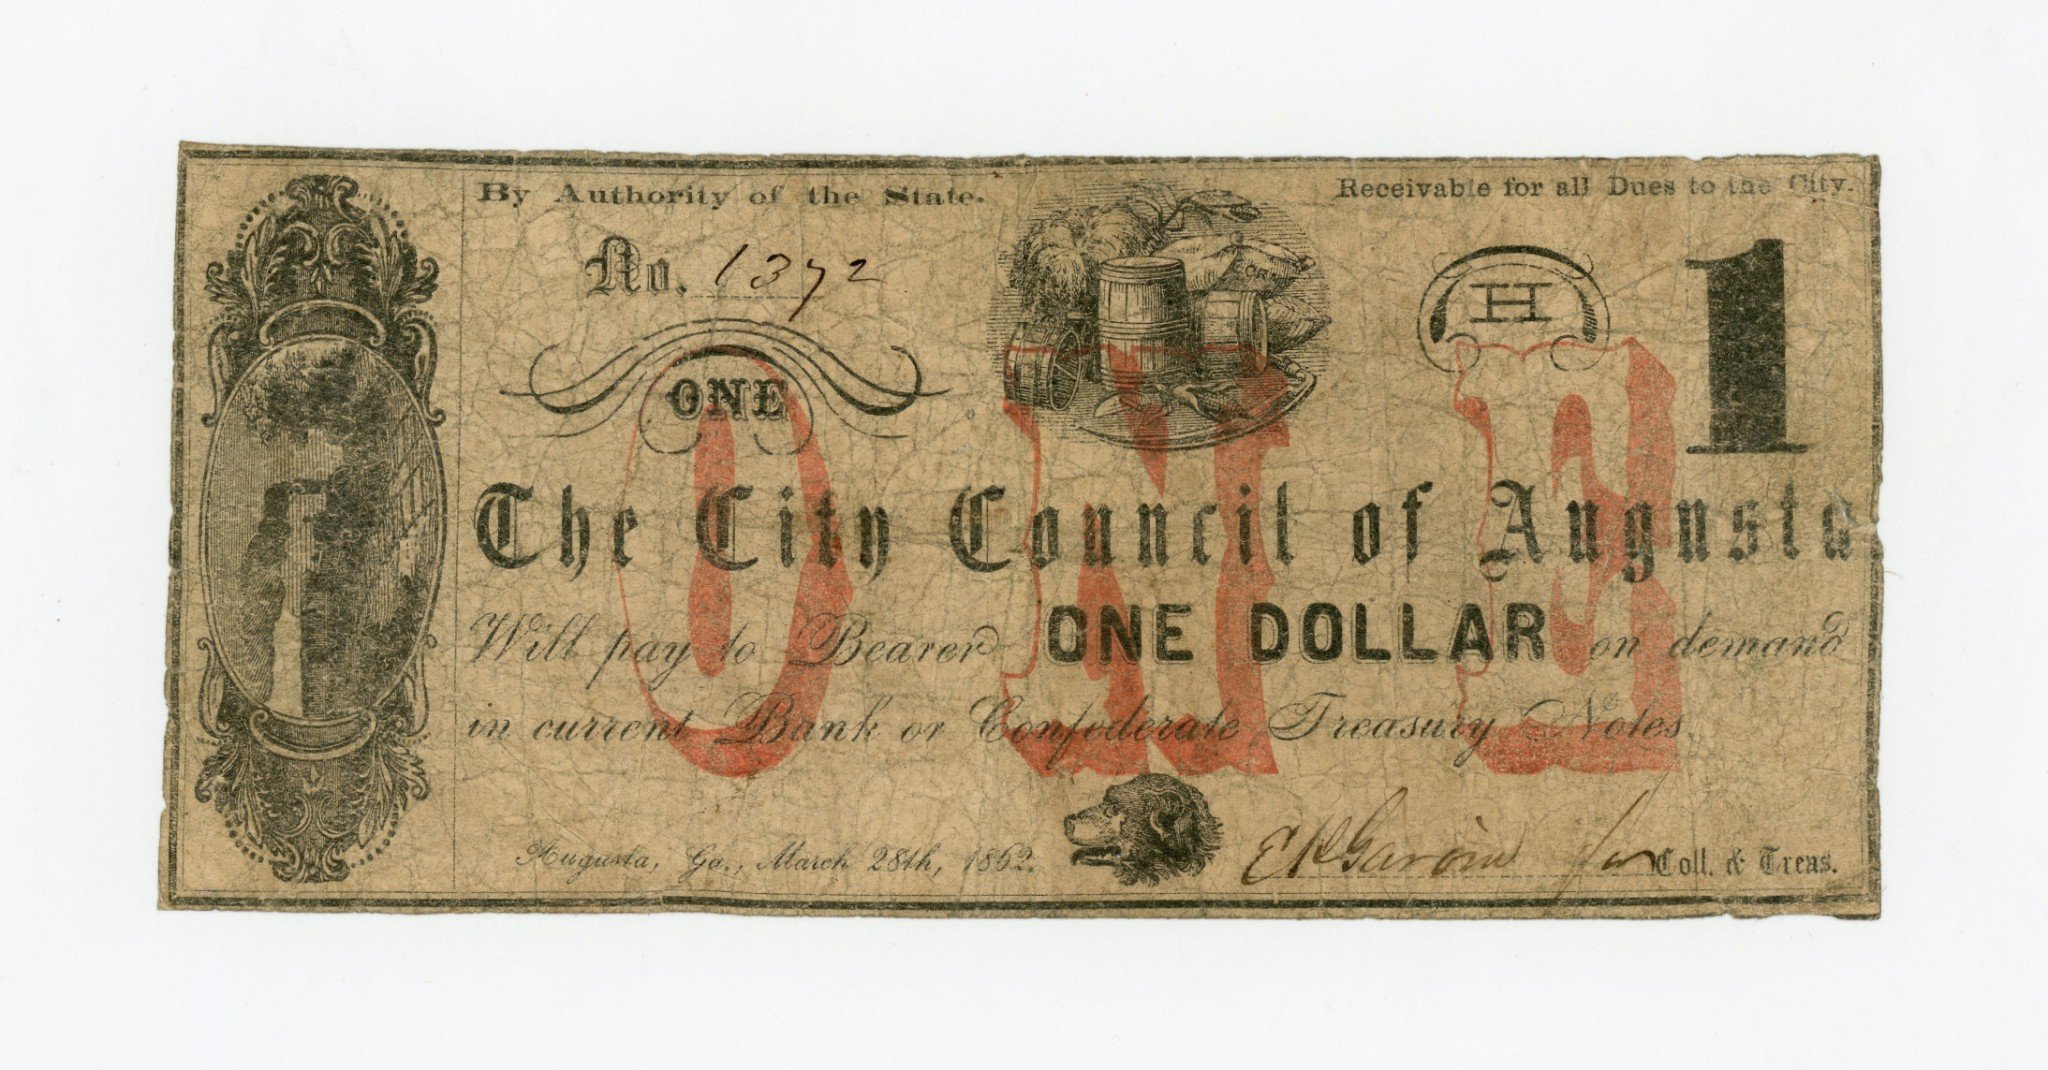 By Authority of the State.
Receivable for all Dues to the City.
No. 1372
CORN
H
1
ONE
ONE
The City Council of Augusta
Will pay to Bearer ONE DOLLAR on demand
in current Bank or Confederate Treasury Notes
Augusta, Ga., March 28th, 1862.
for Coll. & Treas.